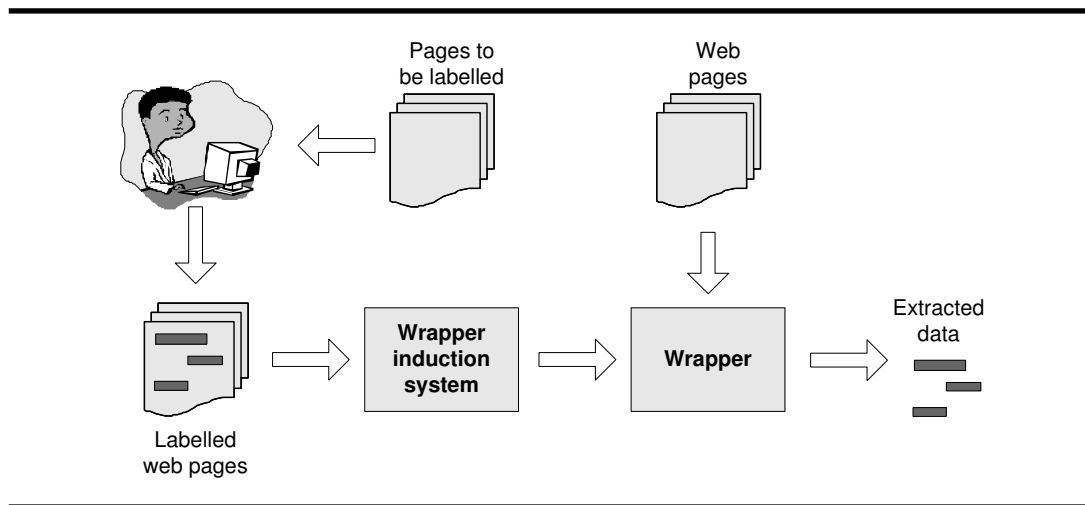 Pages to
be labelled
Web
pages
Wrapper
induction
system
Wrapper
Extracted
data
Labelled
web pages